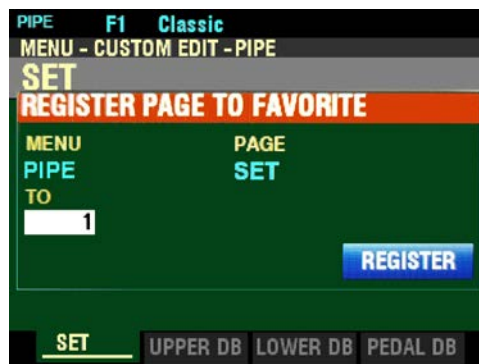 PIPE F1 Classic
MENU - CUSTOM EDIT - PIPE
SET
REGISTER PAGE TO FAVORITE
MENU PAGE
PIPE SET
TO
1
REGISTER
SET UPPER DB LOWER DB PEDAL DB